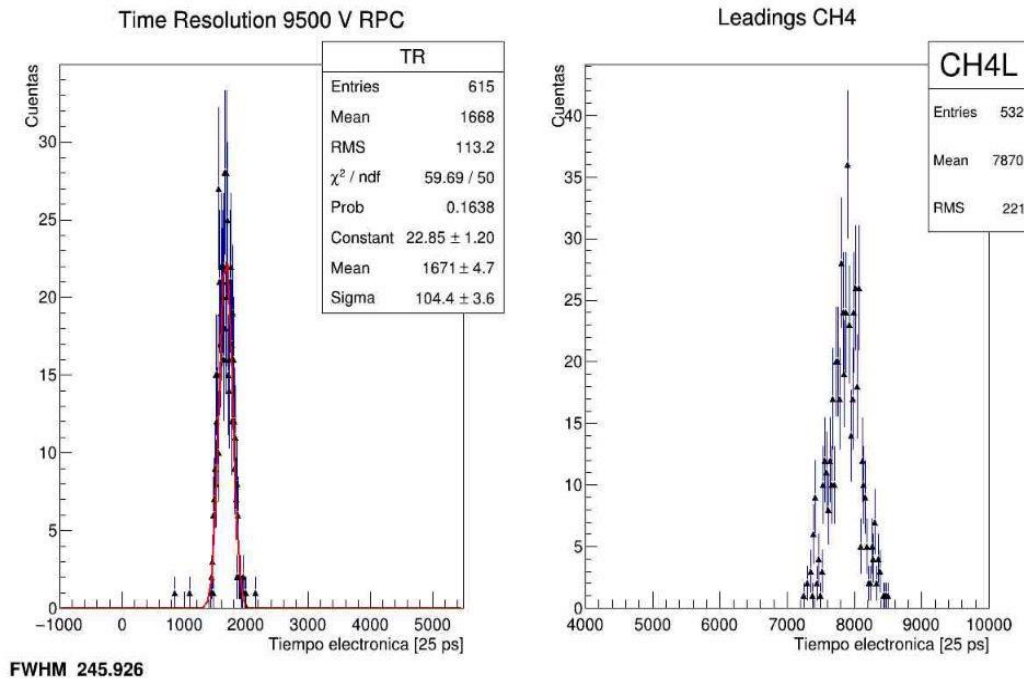 Time Resolution 9500 V RPC
Cuentas
30
25
20
15
10
5
0
−1000 0 1000 2000 3000 4000 5000
Tiempo electronica [25 ps]
TR
Entries 615
Mean 1668
RMS 113.2
χ² / ndf 59.69 / 50
Prob 0.1638
Constant 22.85 ± 1.20
Mean 1671 ± 4.7
Sigma 104.4 ± 3.6
FWHM 245.926
Leadings CH4
Cuentas
40
35
30
25
20
15
10
5
0
4000 5000 6000 7000 8000 9000 10000
Tiempo electronica [25 ps]
CH4L
Entries 532
Mean 7870
RMS 221